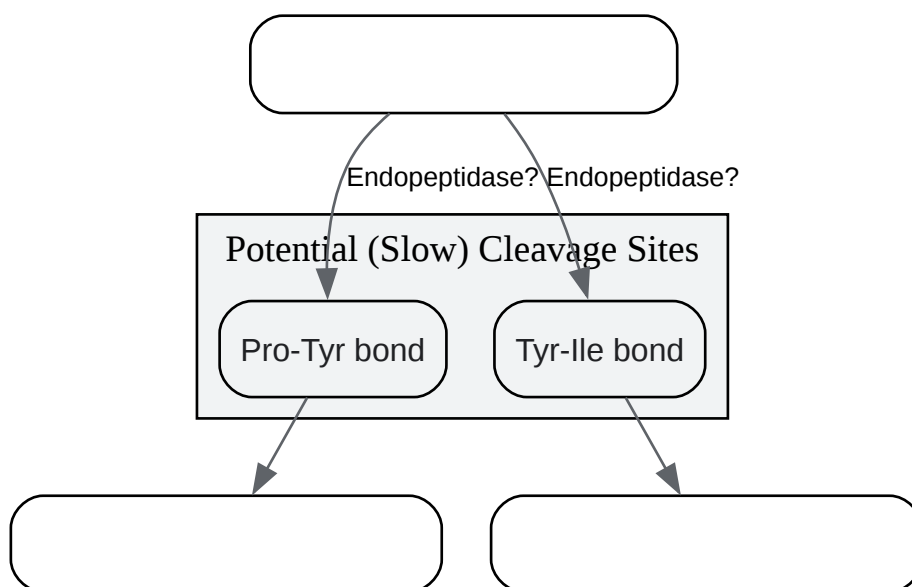 Endopeptidase? Endopeptidase?
Potential (Slow) Cleavage Sites
Pro-Tyr bond
Tyr-Ile bond